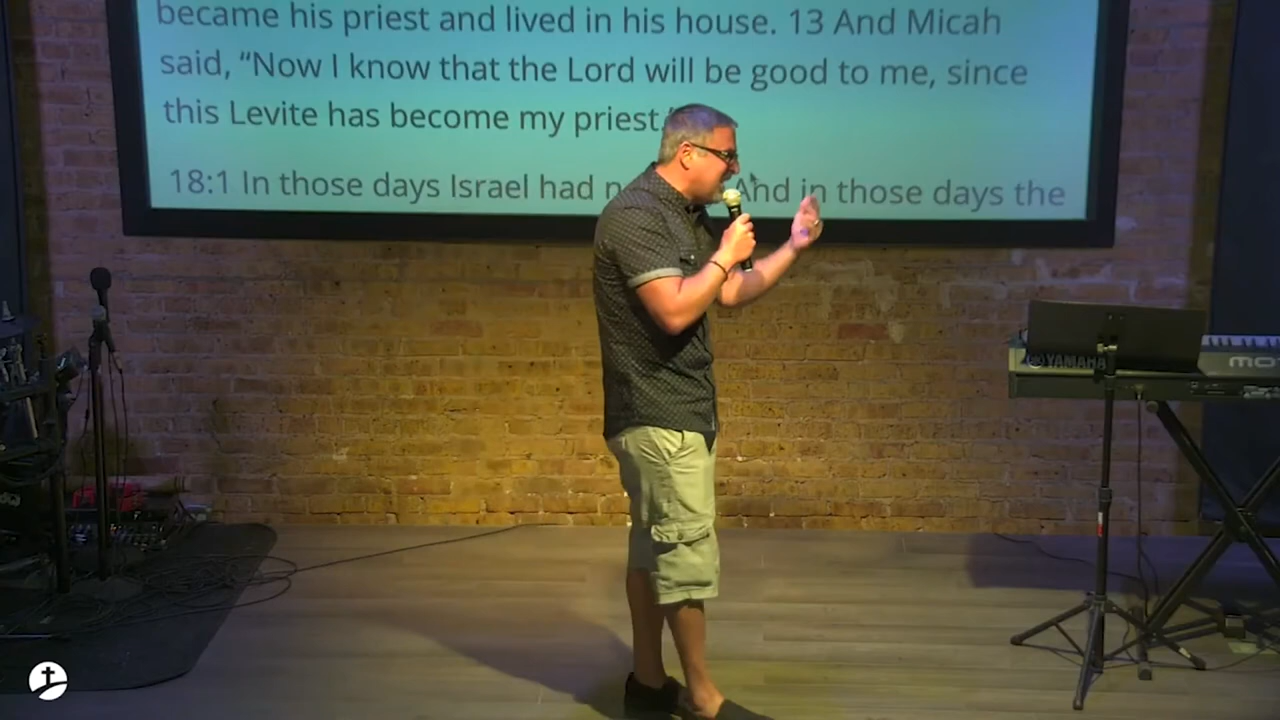 became his priest and lived in his house. 13 And Micah
said, “Now I know that the Lord will be good to me, since
this Levite has become my priest.”
18:1 In those days Israel had And in those days the
YAMAHA
MO